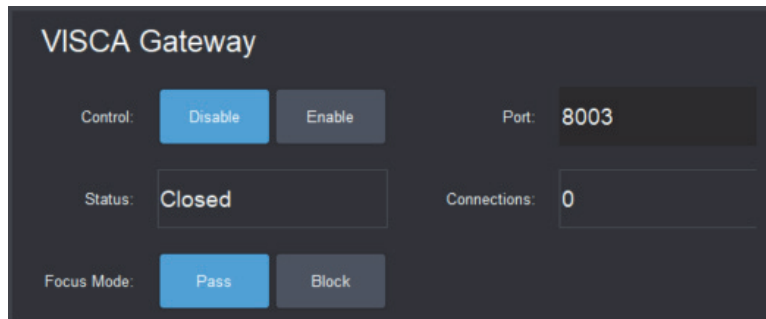 VISCA Gateway
Control: Disable Enable Port: 8003
Status: Closed Connections: 0
Focus Mode: Pass Block